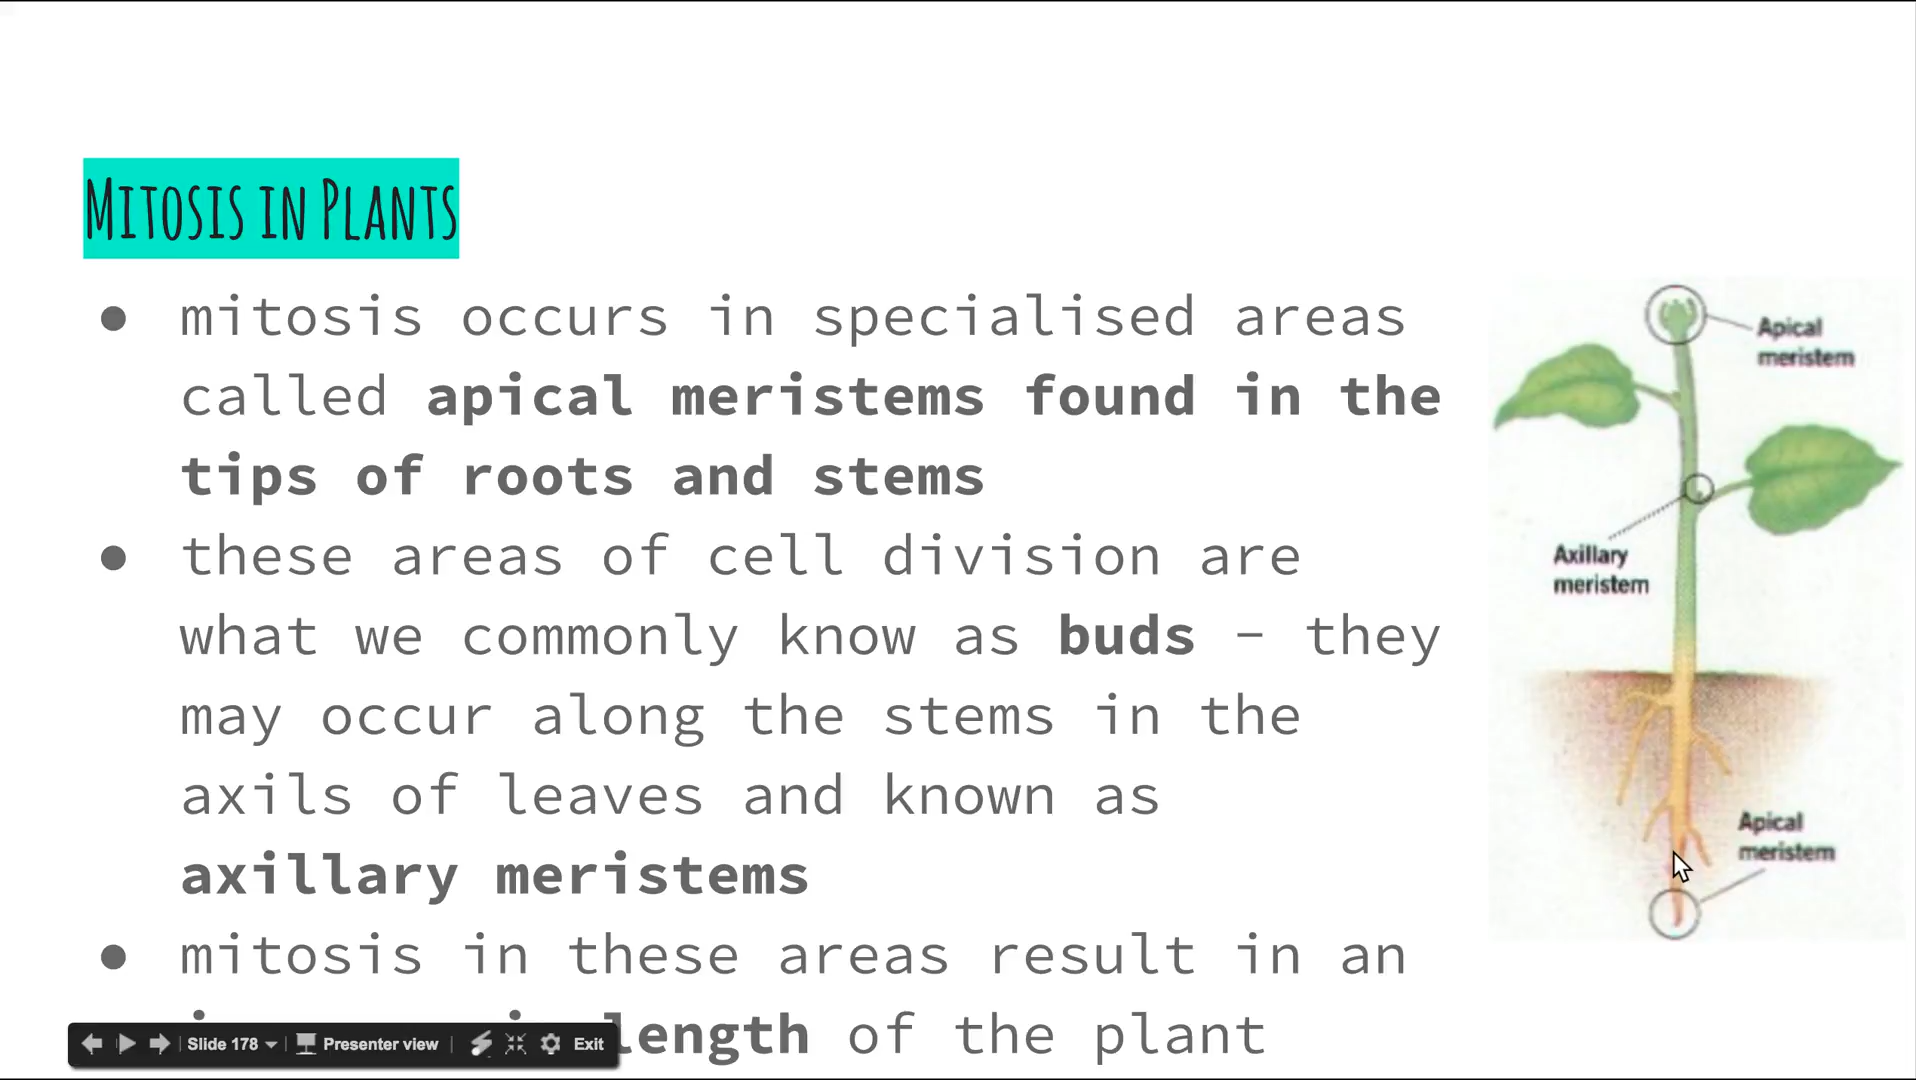 Mitosis in Plants
● mitosis occurs in specialised areas
called apical meristems found in the
tips of roots and stems
● these areas of cell division are
what we commonly know as buds – they
may occur along the stems in the
axils of leaves and known as
axillary meristems
● mitosis in these areas result in an
length of the plant
Apical
meristem
Axillary
meristem
Apical
meristem
Slide 178
Presenter view
Exit